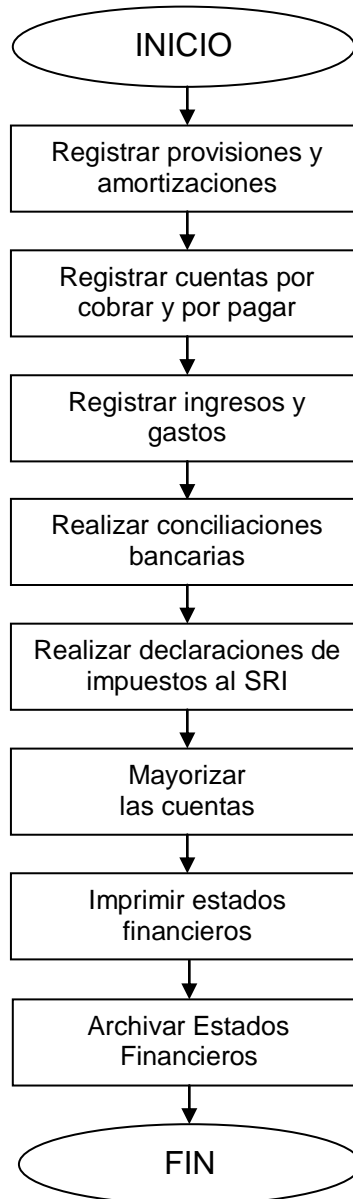 INICIO
Registrar provisiones y
amortizaciones
Registrar cuentas por
cobrar y por pagar
Registrar ingresos y
gastos
Realizar conciliaciones
bancarias
Realizar declaraciones de
impuestos al SRI
Mayorizar
las cuentas
Imprimir estados
financieros
Archivar Estados
Financieros
FIN